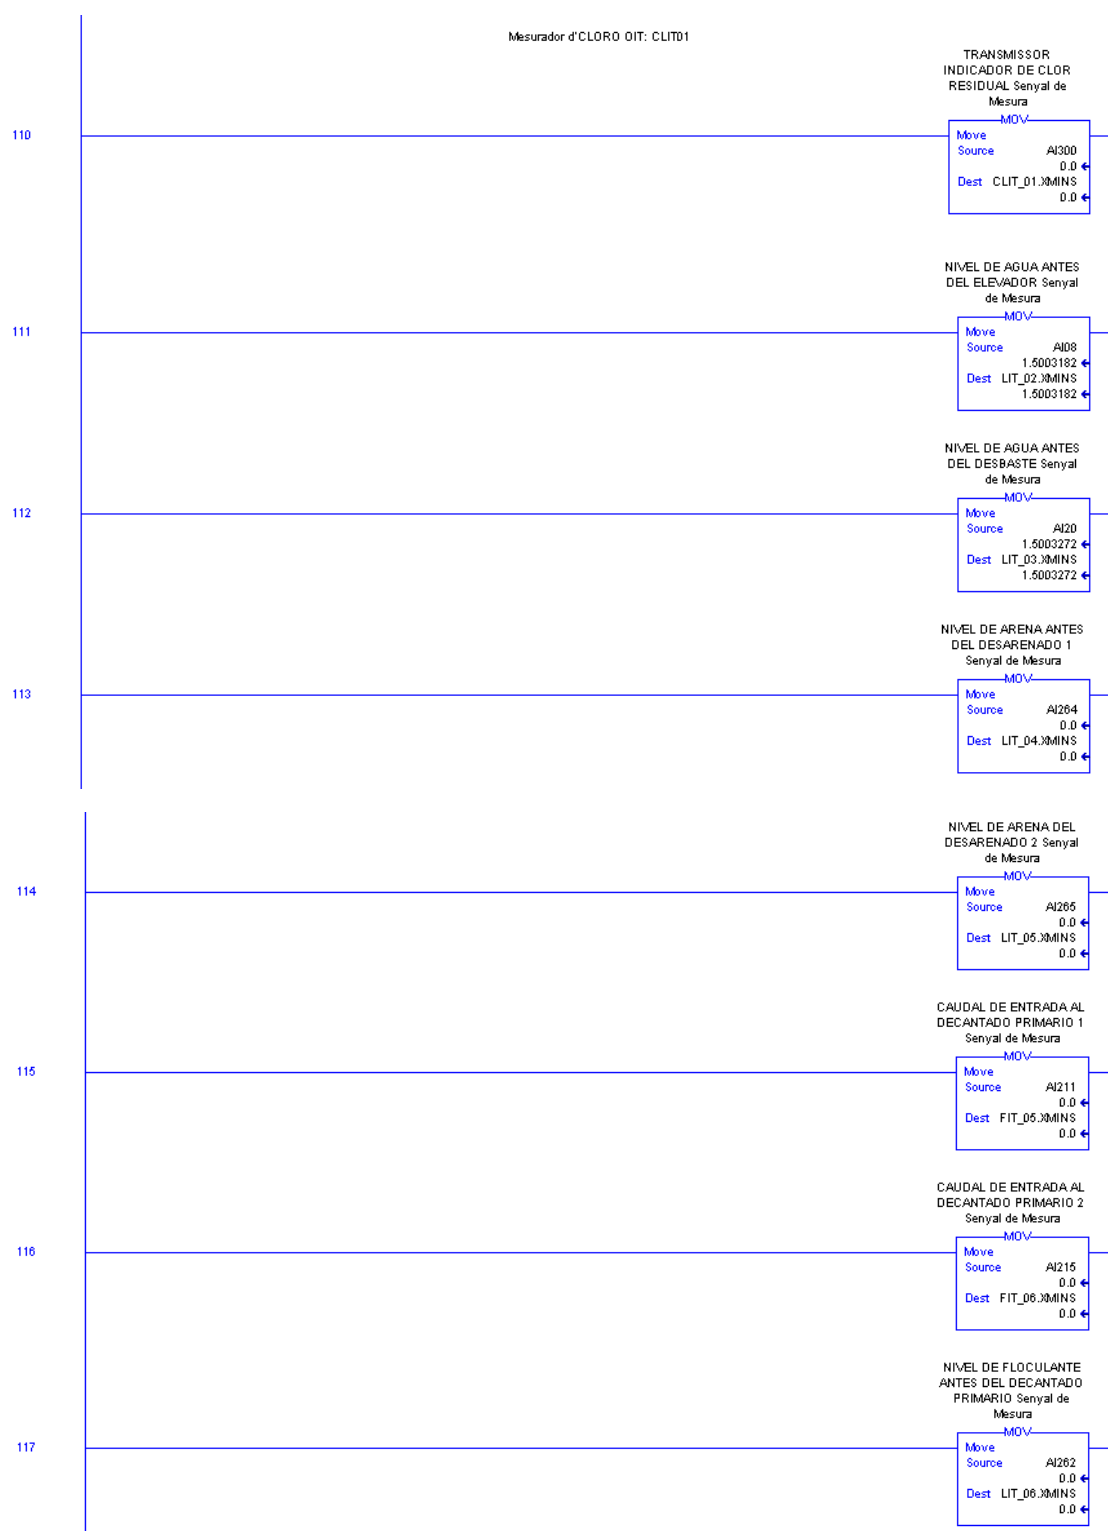 Mesurador d'CLORO OIT: CLIT01
TRANSMISSOR
INDICADOR DE CLOR
RESIDUAL Senyal de
Mesura
110
MOV
Move
Source AI300
0.0
Dest CLIT_01.XMINS
0.0
NIVEL DE AGUA ANTES
DEL ELEVADOR Senyal
de Mesura
111
MOV
Move
Source AI08
1.5003182
Dest LIT_02.XMINS
1.5003182
NIVEL DE AGUA ANTES
DEL DESBASTE Senyal
de Mesura
112
MOV
Move
Source AI20
1.5003272
Dest LIT_03.XMINS
1.5003272
NIVEL DE ARENA ANTES
DEL DESARENADO 1
Senyal de Mesura
113
MOV
Move
Source AI264
0.0
Dest LIT_04.XMINS
0.0
NIVEL DE ARENA DEL
DESARENADO 2 Senyal
de Mesura
114
MOV
Move
Source AI265
0.0
Dest LIT_05.XMINS
0.0
CAUDAL DE ENTRADA AL
DECANTADO PRIMARIO 1
Senyal de Mesura
115
MOV
Move
Source AI211
0.0
Dest FIT_05.XMINS
0.0
CAUDAL DE ENTRADA AL
DECANTADO PRIMARIO 2
Senyal de Mesura
116
MOV
Move
Source AI215
0.0
Dest FIT_06.XMINS
0.0
NIVEL DE FLOCULANTE
ANTES DEL DECANTADO
PRIMARIO Senyal de
Mesura
117
MOV
Move
Source AI262
0.0
Dest LIT_06.XMINS
0.0